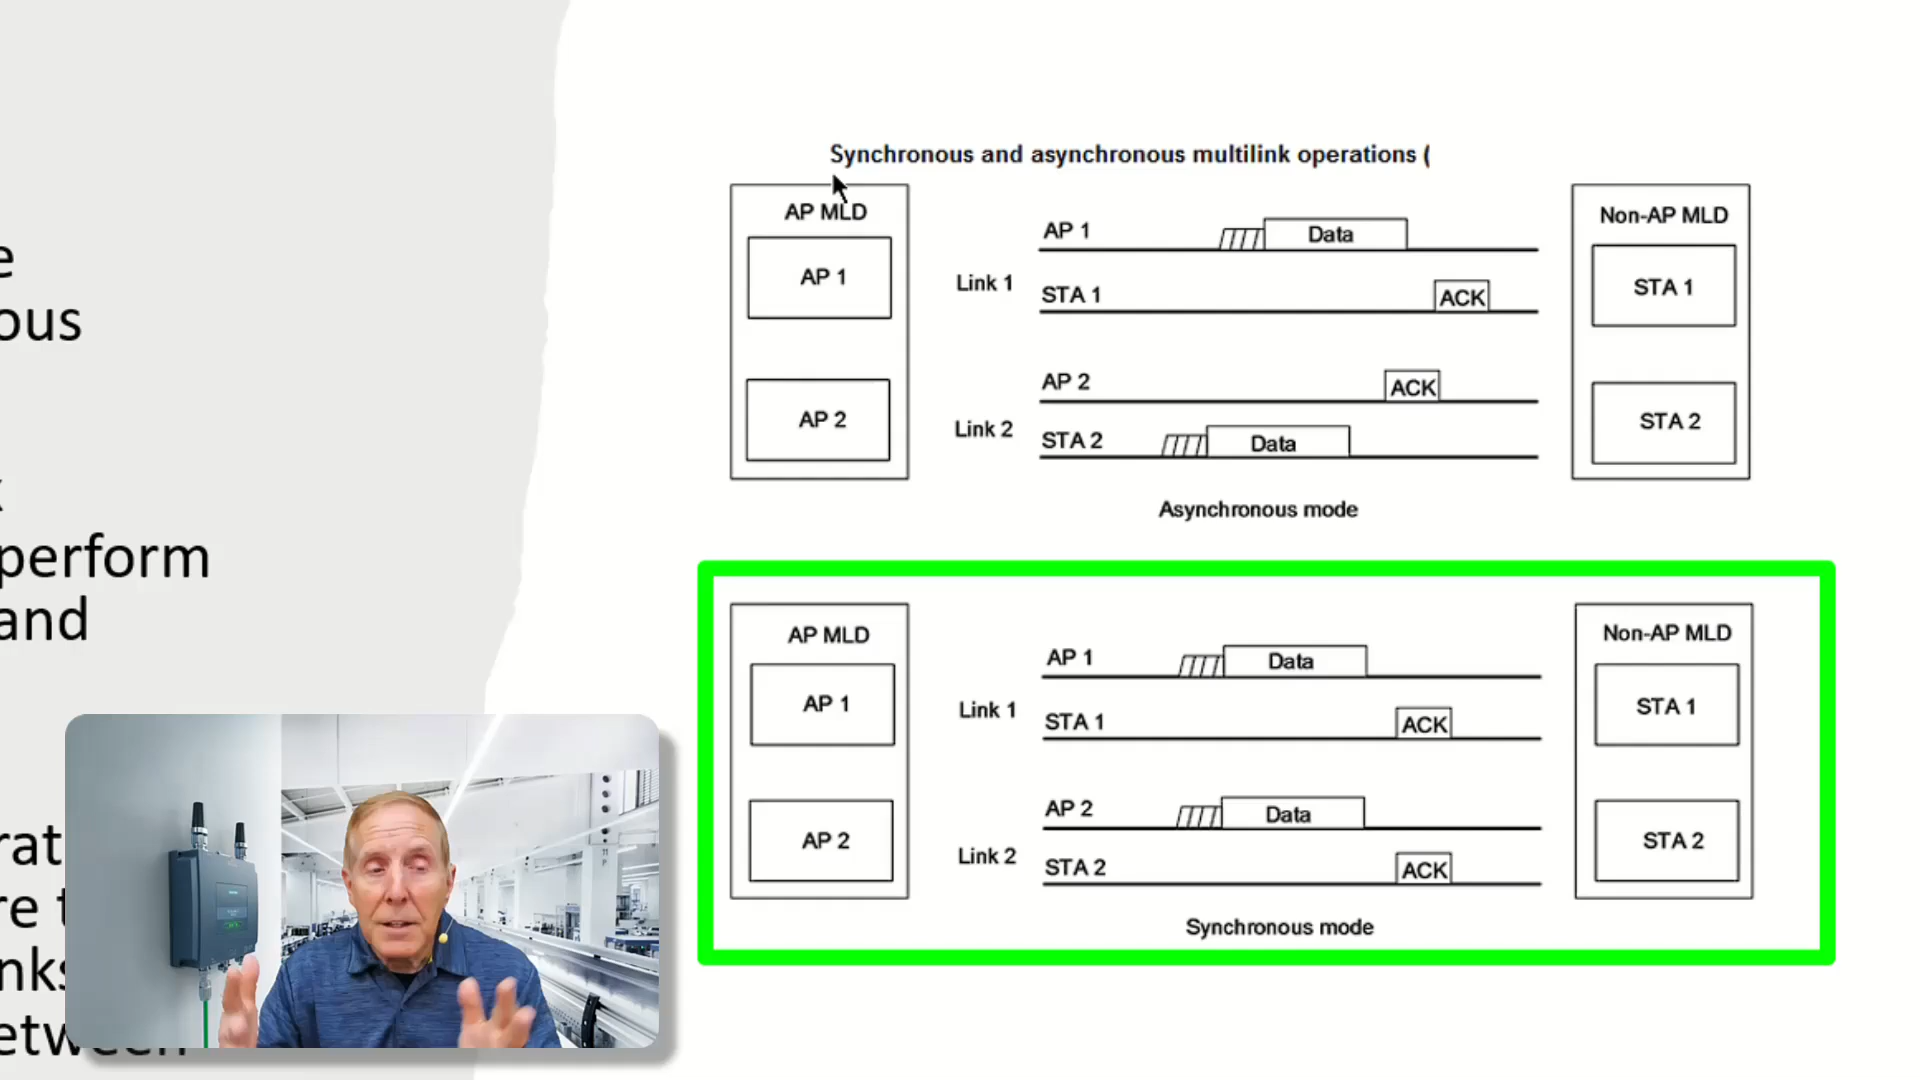 e
ous
perform
and
rat
re t
nks
etween
Synchronous and asynchronous multilink operations (
AP MLD
AP 1
AP 2
Link 1
AP 1
Data
STA 1
ACK
Link 2
AP 2
ACK
STA 2
Data
Non-AP MLD
STA 1
STA 2
Asynchronous mode
AP MLD
AP 1
AP 2
Link 1
AP 1
Data
STA 1
ACK
Link 2
AP 2
Data
STA 2
ACK
Non-AP MLD
STA 1
STA 2
Synchronous mode